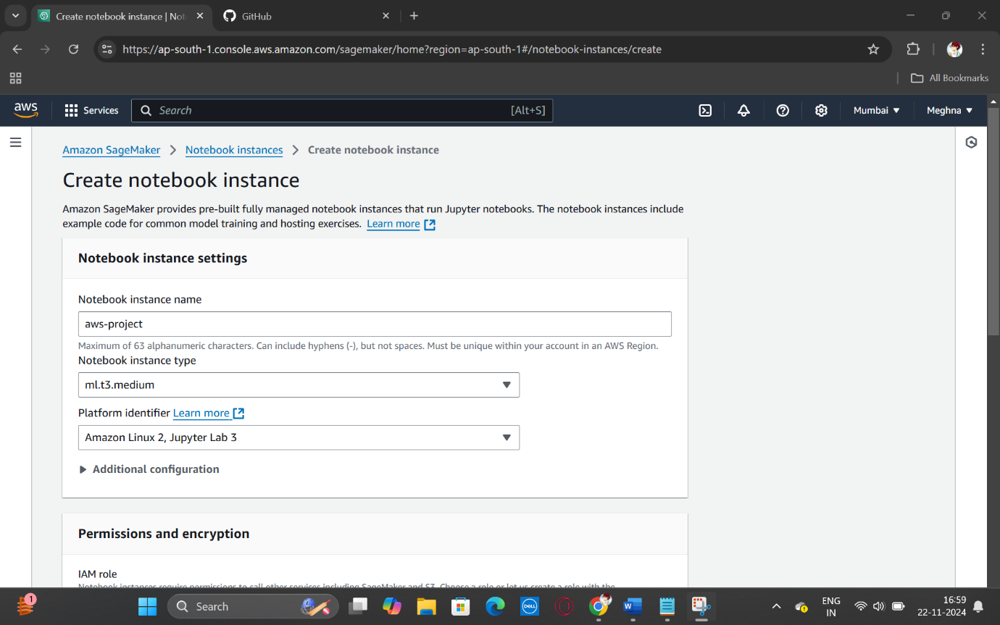 Create notebook instance | Not
GitHub
https://ap-south-1.console.aws.amazon.com/sagemaker/home?region=ap-south-1#/notebook-instances/create
All Bookmarks
aws
Services
Search
[Alt+S]
Mumbai
Meghna
Amazon SageMaker > Notebook instances > Create notebook instance
Create notebook instance
Amazon SageMaker provides pre-built fully managed notebook instances that run Jupyter notebooks. The notebook instances include
example code for common model training and hosting exercises. Learn more
Notebook instance settings
Notebook instance name
aws-project
Maximum of 63 alphanumeric characters. Can include hyphens (-), but not spaces. Must be unique within your account in an AWS Region.
Notebook instance type
ml.t3.medium
Platform identifier Learn more
Amazon Linux 2, Jupyter Lab 3
Additional configuration
Permissions and encryption
IAM role
Notebook instances require permissions to call other services including SageMaker and S3. Choose a role or let us create a role with the
1
Search
DELL
W
ENG
IN
16:59
22-11-2024